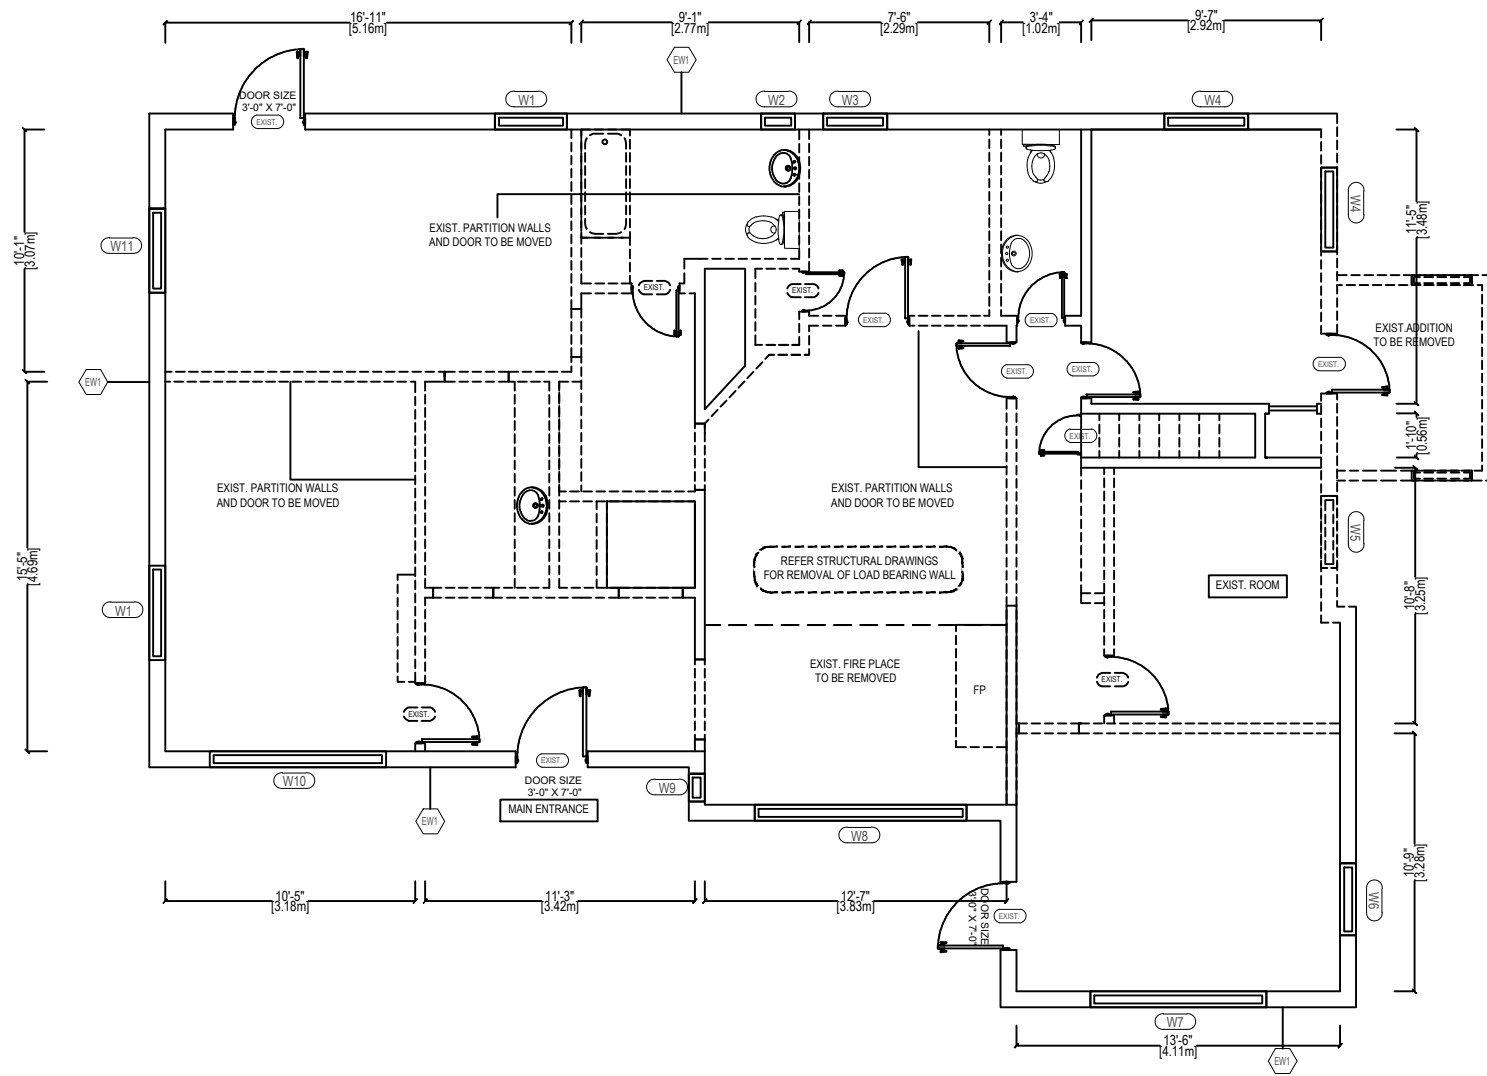 16'-11"
[5.16m]
9'-1"
[2.77m]
7'-6"
[2.29m]
3'-4"
[1.02m]
9'-7"
[2.92m]
EW1
DOOR SIZE
3'-0" X 7'-0"
EXIST.
W1
W2
W3
W4
10'-1"
[3.07m]
W11
EXIST. PARTITION WALLS
AND DOOR TO BE MOVED
W4
11'-5"
[3.48m]
EXIST.
EXIST.
EXIST.
EXIST.
EXIST.ADDITION
TO BE REMOVED
EXIST.
EXIST.
EXIST.
EW1
EXIST.
1'-10"
[0.56m]
EXIST. PARTITION WALLS
AND DOOR TO BE MOVED
EXIST. PARTITION WALLS
AND DOOR TO BE MOVED
W5
15'-5"
[4.69m]
REFER STRUCTURAL DRAWINGS
FOR REMOVAL OF LOAD BEARING WALL
EXIST. ROOM
10'-8"
[3.25m]
W1
EXIST. FIRE PLACE
TO BE REMOVED
FP
EXIST.
EXIST.
EXIST.
W10
DOOR SIZE
3'-0" X 7'-0"
MAIN ENTRANCE
W9
EW1
W8
10'-9"
[3.28m]
W6
10'-5"
[3.18m]
11'-3"
[3.42m]
12'-7"
[3.83m]
DOOR SIZE
3'-0" X 7'-0"
EXIST.
W7
13'-6"
[4.11m]
EW1